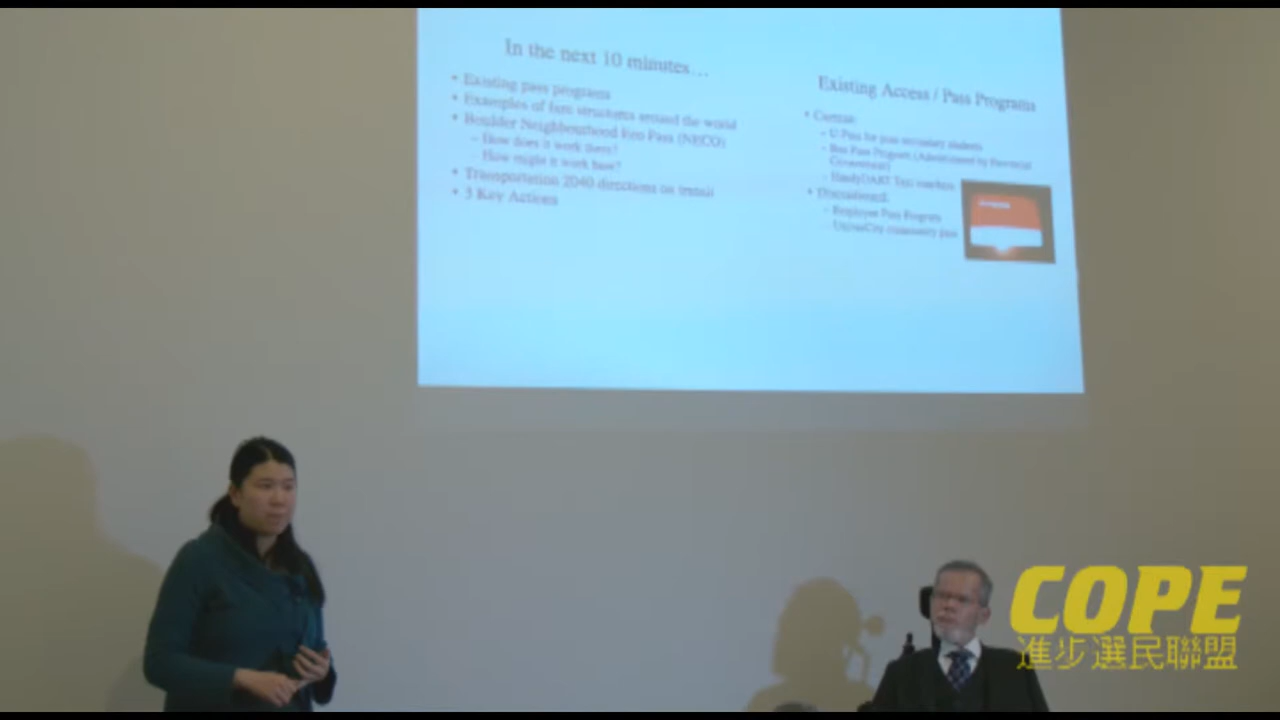 In the next 10 minutes…
• Existing pass programs
• Examples of fare structures around the world
• Boulder Neighbourhood Eco Pass (NECO)
– How does it work there?
– How might it work here?
• Transportation 2040 directions on transit
• 3 Key Actions
Existing Access / Pass Programs
• Current:
– U-Pass for post-secondary students
– Bus Pass Program (Administered by Provincial
Government)
– HandyDART Taxi vouchers
• Discontinued:
– Employer Pass Program
– UniverCity community pass
COPE
進步選民聯盟